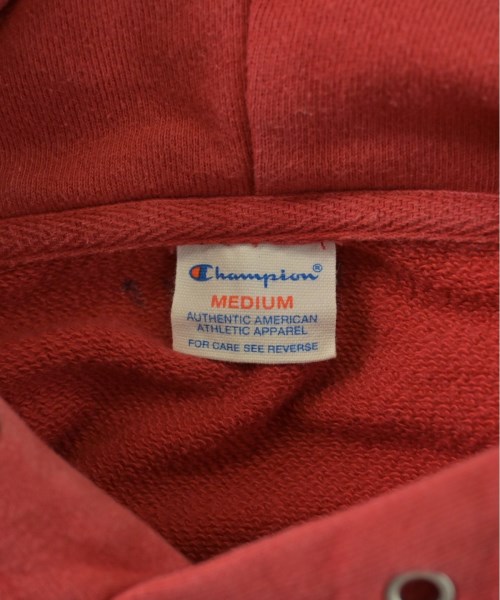 Champion®
MEDIUM
AUTHENTIC AMERICAN
ATHLETIC APPAREL
FOR CARE SEE REVERSE